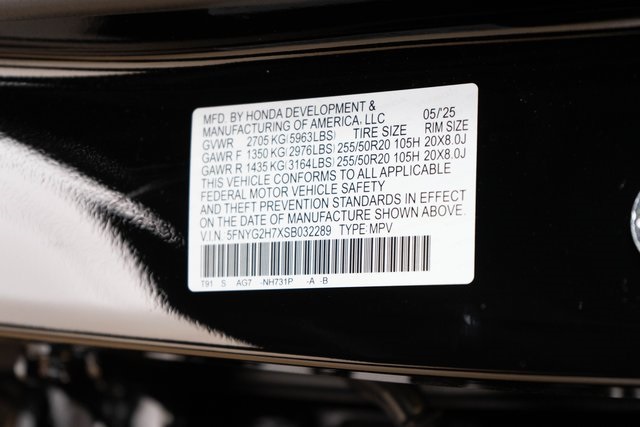 MFD. BY HONDA DEVELOPMENT & 05/'25
MANUFACTURING OF AMERICA, LLC
TIRE SIZE RIM SIZE
GVWR 2705 KG(5963LBS)
GAWR F 1350 KG(2976LBS) 255/50R20 105H 20X8.0J
GAWR R 1435 KG(3164LBS) 255/50R20 105H 20X8.0J
THIS VEHICLE CONFORMS TO ALL APPLICABLE
FEDERAL MOTOR VEHICLE SAFETY
AND THEFT PREVENTION STANDARDS IN EFFECT
ON THE DATE OF MANUFACTURE SHOWN ABOVE.
V.I.N. 5FNYG2H7XSB032289 TYPE: MPV
T91 S AG7 -NH731P -A -B